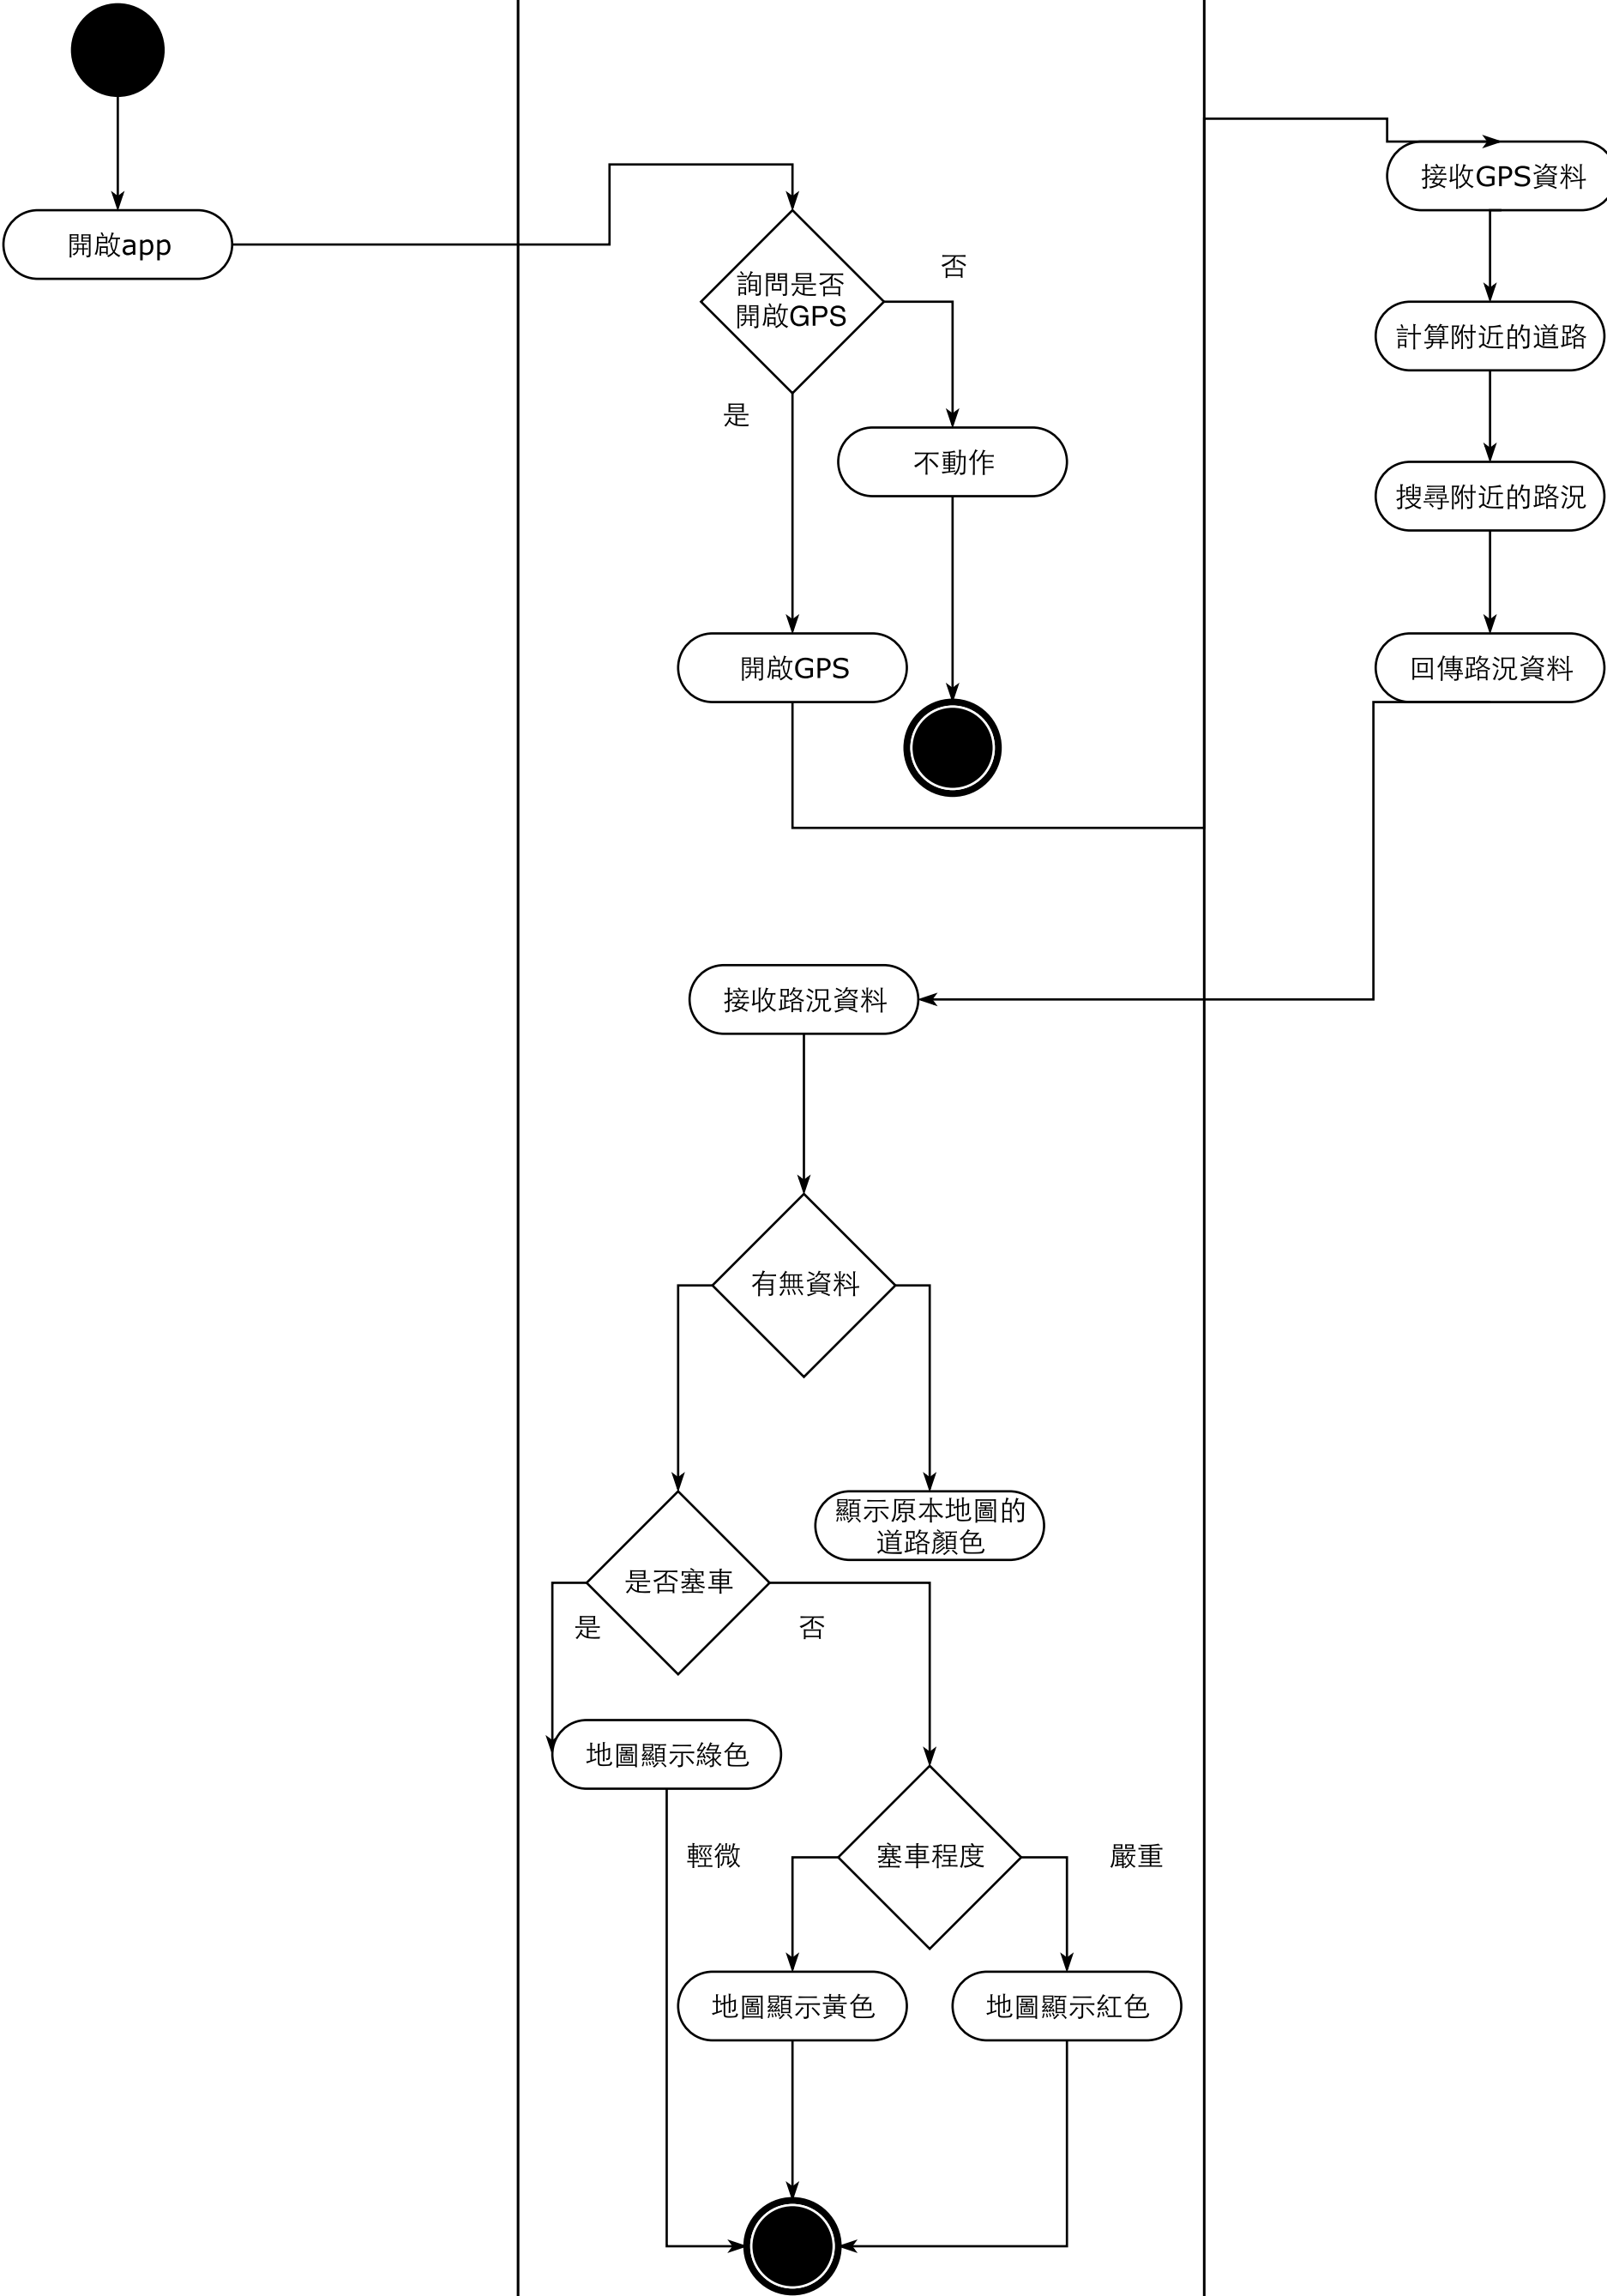 開啟app
詢問是否
開啟GPS
否
是
不動作
開啟GPS
接收GPS資料
計算附近的道路
搜尋附近的路況
回傳路況資料
接收路況資料
有無資料
顯示原本地圖的
道路顏色
是否塞車
是
否
地圖顯示綠色
輕微
塞車程度
嚴重
地圖顯示黃色
地圖顯示紅色